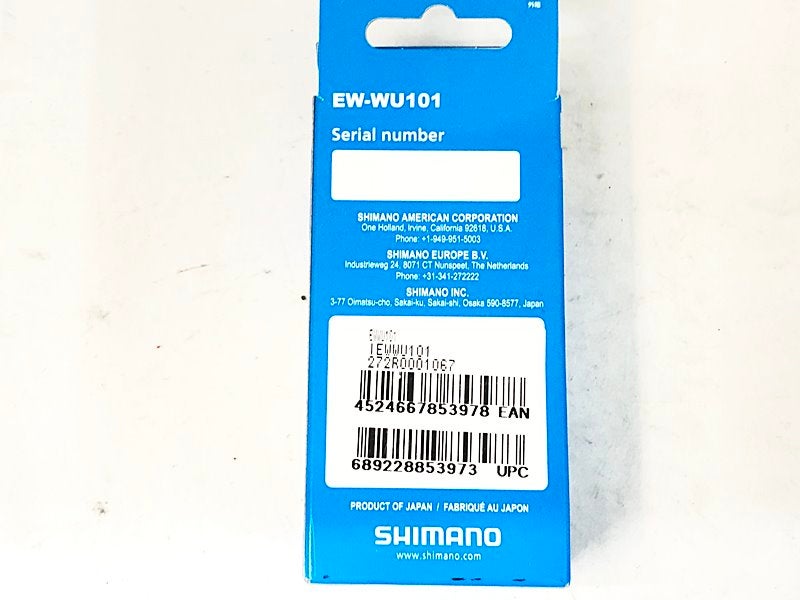 外箱
EW-WU101
Serial number
SHIMANO AMERICAN CORPORATION
One Holland, Irvine, California 92618, U.S.A.
Phone: +1-949-951-5003
SHIMANO EUROPE B.V.
Industrieweg 24, 8071 CT Nunspeet, The Netherlands
Phone: +31-341-272222
SHIMANO INC.
3-77 Oimatsu-cho, Sakai-ku, Sakai-shi, Osaka 590-8577, Japan
EWWU101
IEWWU101
272R0001067
4524667853978 EAN
689228853973 UPC
PRODUCT OF JAPAN / FABRIQUÉ AU JAPON
SHIMANO
www.shimano.com